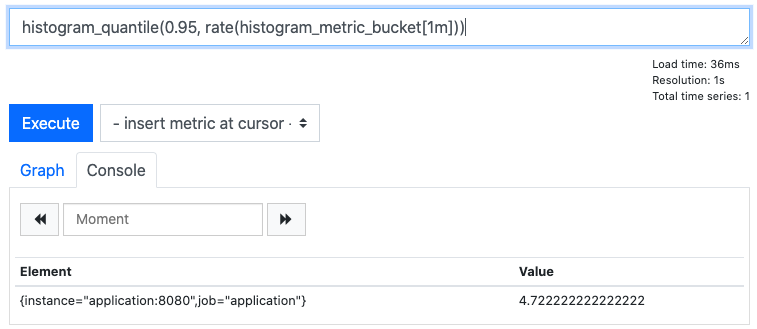 histogram_quantile(0.95, rate(histogram_metric_bucket[1m]))
Load time: 36ms
Resolution: 1s
Total time series: 1
Execute
- insert metric at cursor -
Graph
Console
Moment
Element Value
{instance="application:8080",job="application"} 4.722222222222222